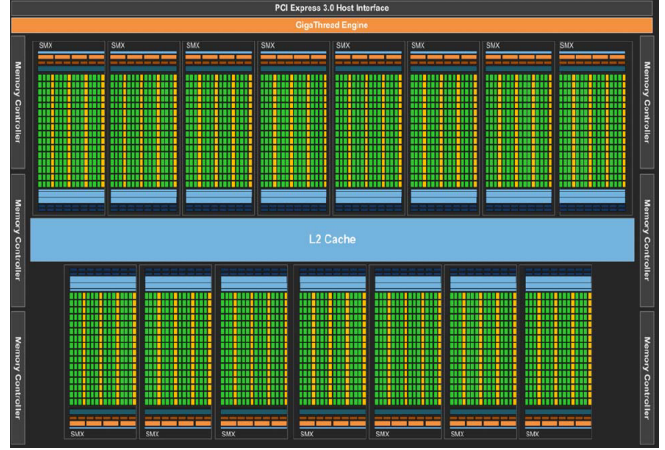 PCI Express 3.0 Host Interface
GigaThread Engine
SMX SMX SMX SMX SMX SMX SMX SMX
Memory Controller
Memory Controller
Memory Controller
L2 Cache
Memory Controller
Memory Controller
Memory Controller
SMX SMX SMX SMX SMX SMX SMX